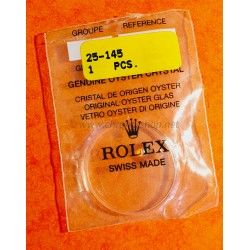 GROUPE REFERENCE
25-145
1 PCS.
GENUINE OYSTER CRYSTAL
CRISTAL DE ORIGEN OYSTER
ORIGINAL OYSTER GLAS
VETRO OYSTER DI ORIGINE
ROLEX
SWISS MADE